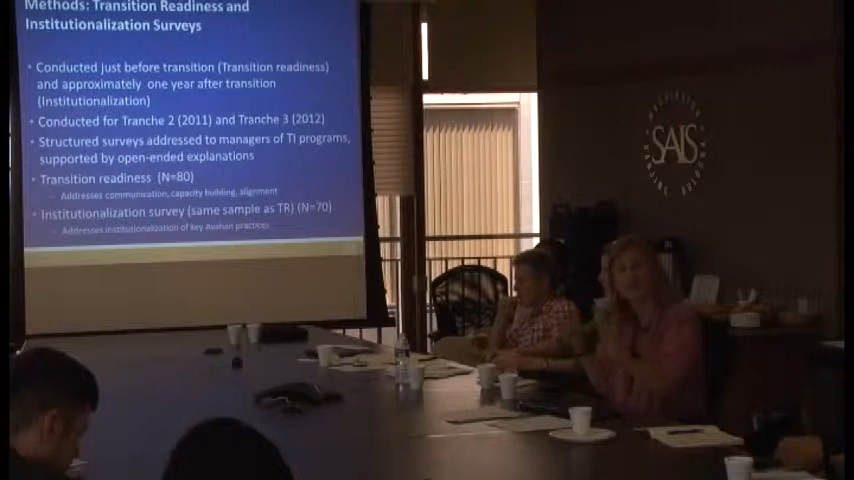 Methods: Transition Readiness and
Institutionalization Surveys
• Conducted just before transition (Transition readiness)
and approximately one year after transition
(Institutionalization)
• Conducted for Tranche 2 (2011) and Tranche 3 (2012)
• Structured surveys addressed to managers of TI programs,
supported by open-ended explanations
• Transition readiness (N=80)
– Addresses communication, capacity building, alignment
• Institutionalization survey (same sample as TR) (N=70)
– Addresses institutionalization of key Avahan practices
WASHINGTON
SAIS
BOLOGNA
NANJING